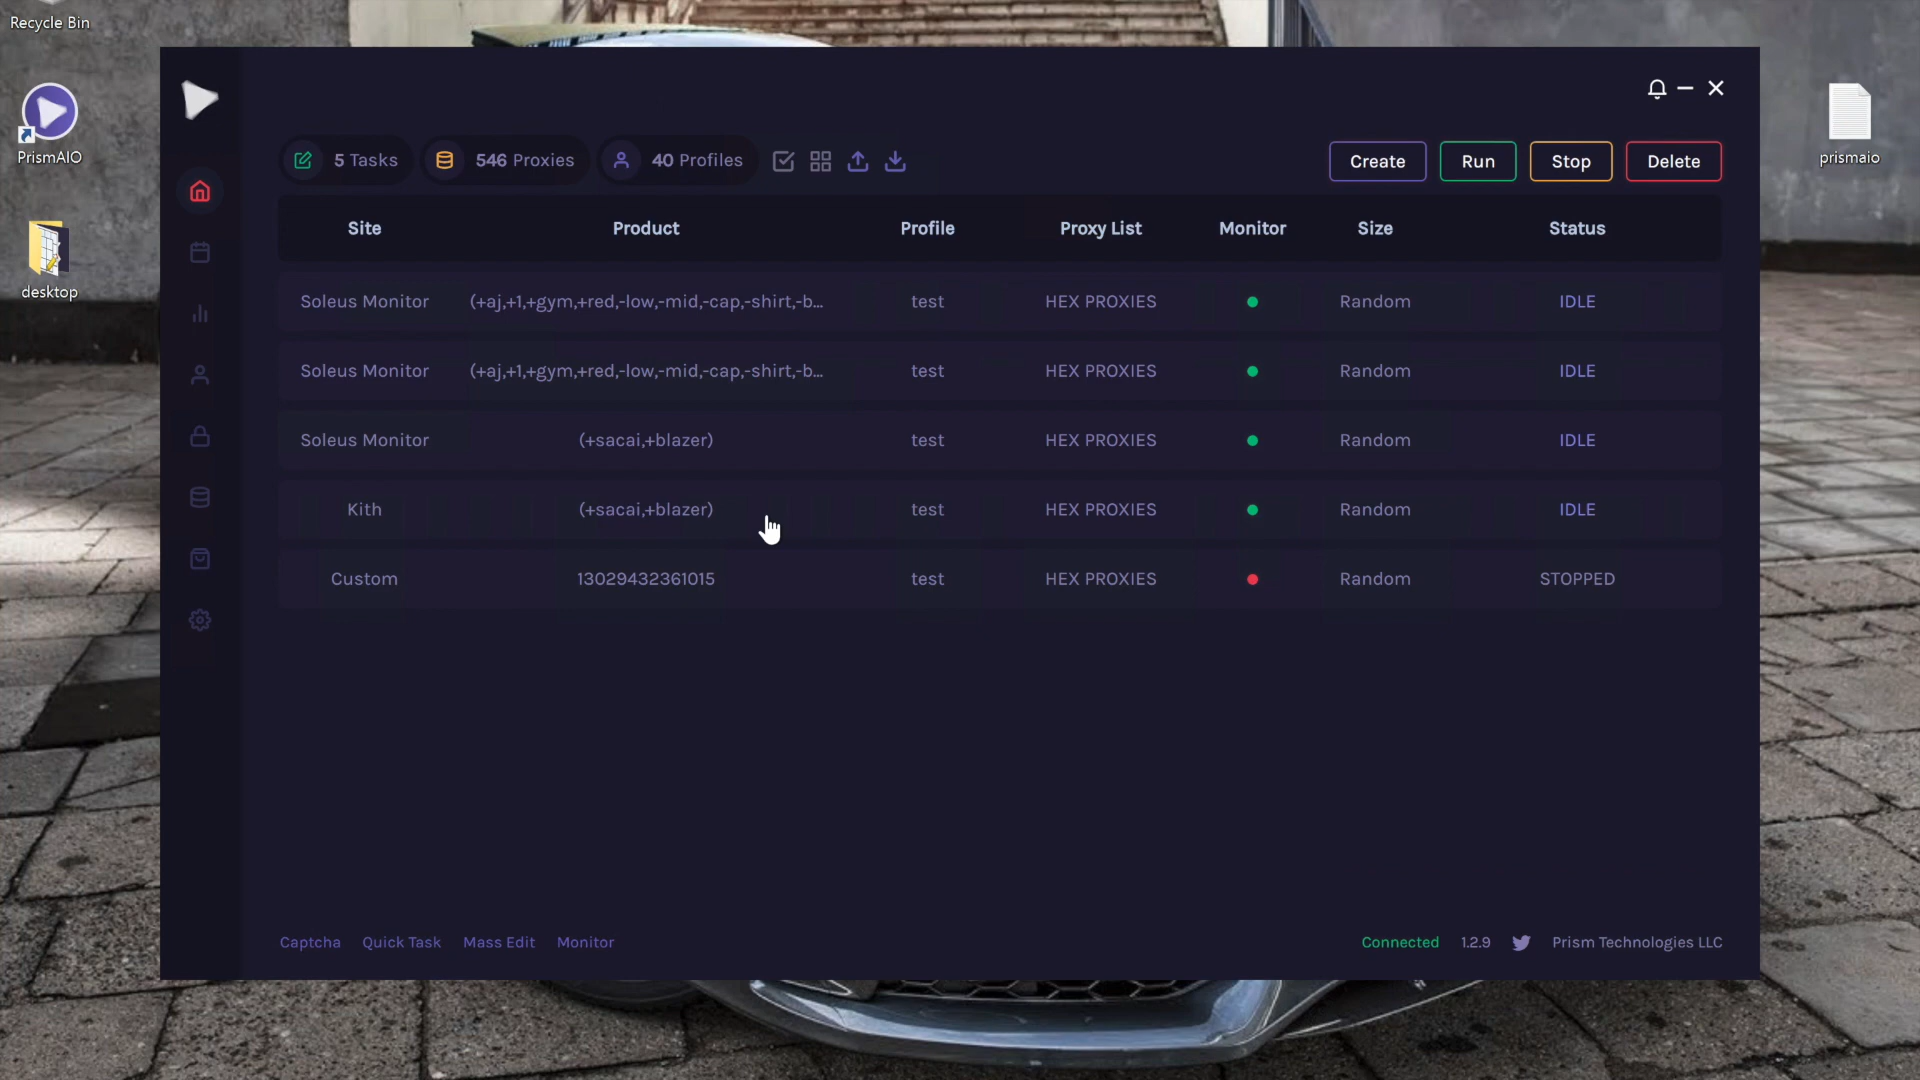 Recycle Bin
PrismAIO
desktop
prismaio
5 Tasks 546 Proxies 40 Profiles Create Run Stop Delete
Site Product Profile Proxy List Monitor Size Status
Soleus Monitor (+aj,+1,+gym,+red,-low,-mid,-cap,-shirt,-b... test HEX PROXIES Random IDLE
Soleus Monitor (+aj,+1,+gym,+red,-low,-mid,-cap,-shirt,-b... test HEX PROXIES Random IDLE
Soleus Monitor (+sacai,+blazer) test HEX PROXIES Random IDLE
Kith (+sacai,+blazer) test HEX PROXIES Random IDLE
Custom 13029432361015 test HEX PROXIES Random STOPPED
Captcha Quick Task Mass Edit Monitor Connected 1.2.9 Prism Technologies LLC